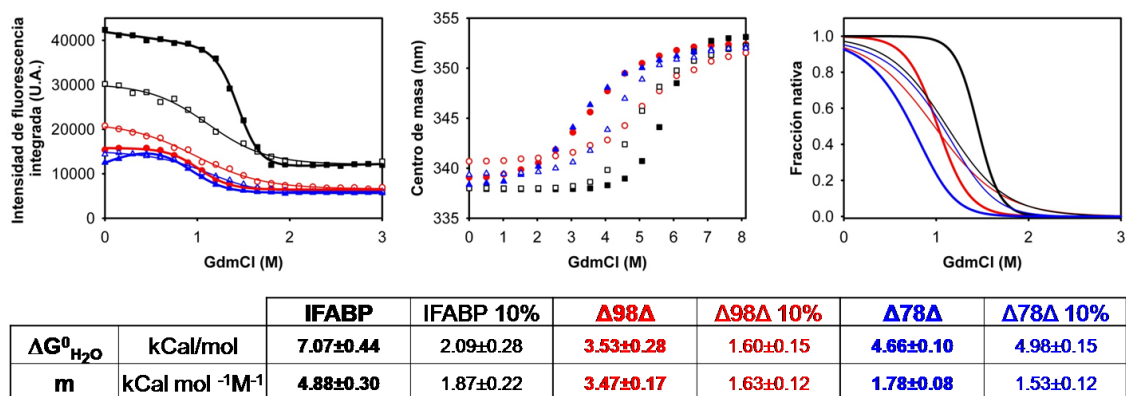 Intensidad de fluorescencia
integrada (U.A.)
40000
30000
20000
10000
0
0 1 2 3
GdmCl (M)
Centro de masa (nm)
355
350
345
340
335
0 1 2 3 4 5 6 7 8
GdmCl (M)
Fracción nativa
1.0
0.8
0.6
0.4
0.2
0.0
0 1 2 3
GdmCl (M)
IFABP IFABP 10% Δ98Δ Δ98Δ 10% Δ78Δ Δ78Δ 10%
ΔG⁰H₂O kCal/mol 7.07±0.44 2.09±0.28 3.53±0.28 1.60±0.15 4.66±0.10 4.98±0.15
m kCal mol ⁻¹M⁻¹ 4.88±0.30 1.87±0.22 3.47±0.17 1.63±0.12 1.78±0.08 1.53±0.12